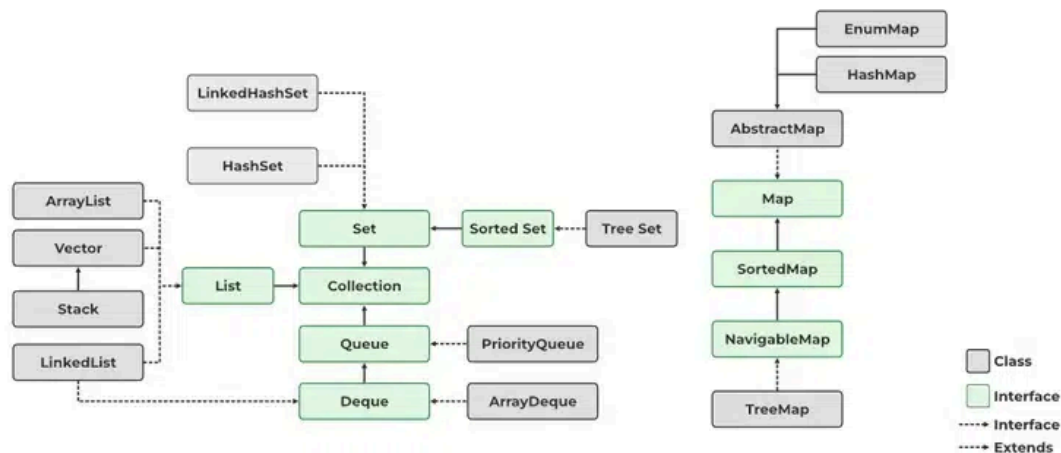 EnumMap
HashMap
LinkedHashSet
AbstractMap
HashSet
ArrayList
Map
Set
Sorted Set
Tree Set
Vector
SortedMap
List
Collection
Stack
Queue
PriorityQueue
NavigableMap
LinkedList
Class
Deque
ArrayDeque
Interface
TreeMap
Interface
Extends